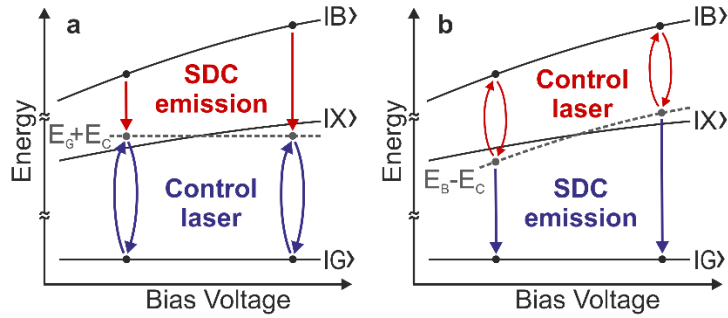 a
|B⟩
SDC
emission
|X⟩
E_G+E_C
Control
laser
|G⟩
Energy
Bias Voltage
b
|B⟩
Control
laser
|X⟩
E_B−E_C
SDC
emission
|G⟩
Energy
Bias Voltage